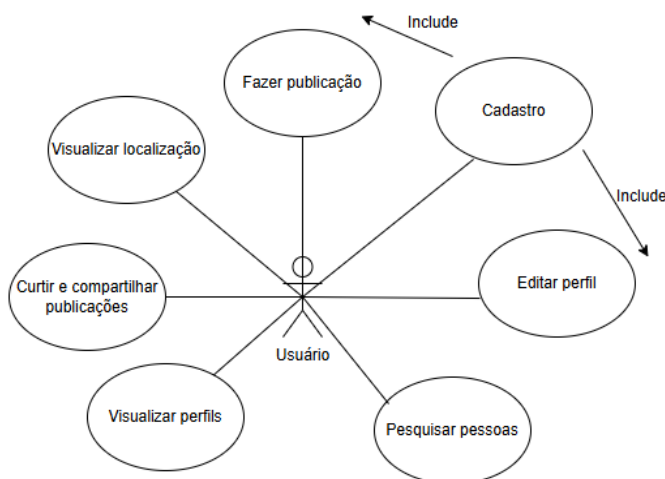 Include
Fazer publicação
Cadastro
Visualizar localização
Include
Curtir e compartilhar
publicações
Editar perfil
Usuário
Visualizar perfils
Pesquisar pessoas